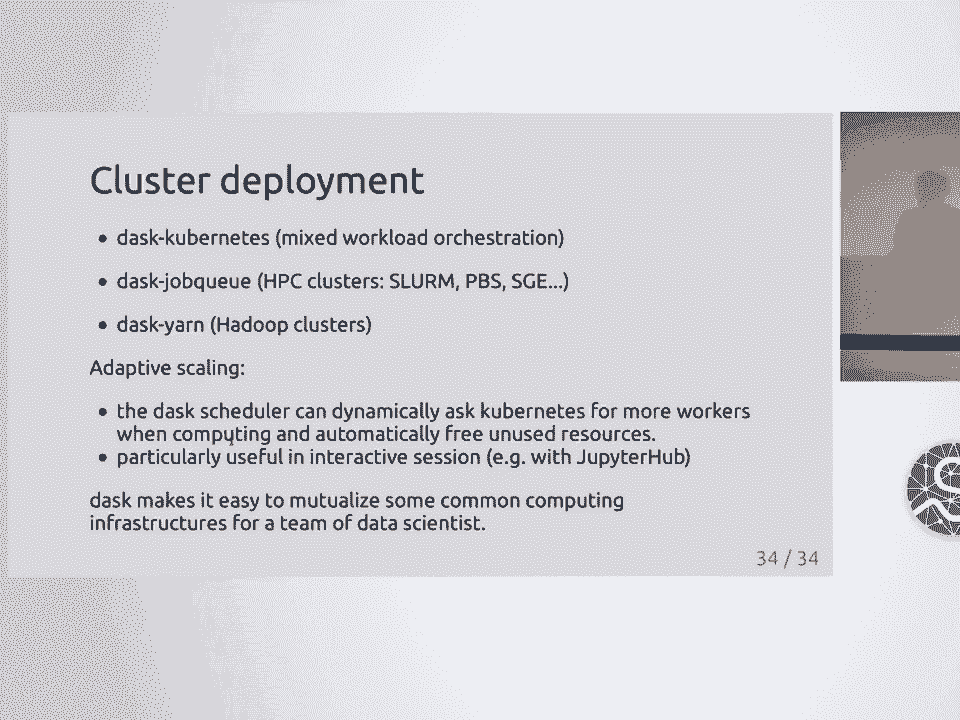 Cluster deployment
• dask-kubernetes (mixed workload orchestration)
• dask-jobqueue (HPC clusters: SLURM, PBS, SGE...)
• dask-yarn (Hadoop clusters)
Adaptive scaling:
• the dask scheduler can dynamically ask kubernetes for more workers
when computing and automatically free unused resources.
• particularly useful in interactive session (e.g. with JupyterHub)
dask makes it easy to mutualize some common computing
infrastructures for a team of data scientist.
34 / 34